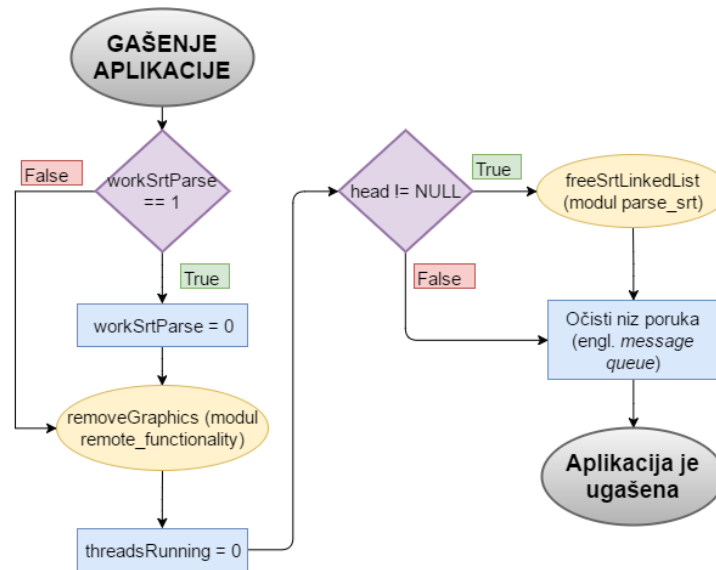 GAŠENJE
APLIKACIJE
False
workSrtParse
== 1
True
workSrtParse = 0
removeGraphics (modul
remote_functionality)
threadsRunning = 0
head != NULL
True
False
freeSrtLinkedList
(modul parse_srt)
Očisti niz poruka
(engl. message
queue)
Aplikacija je
ugašena